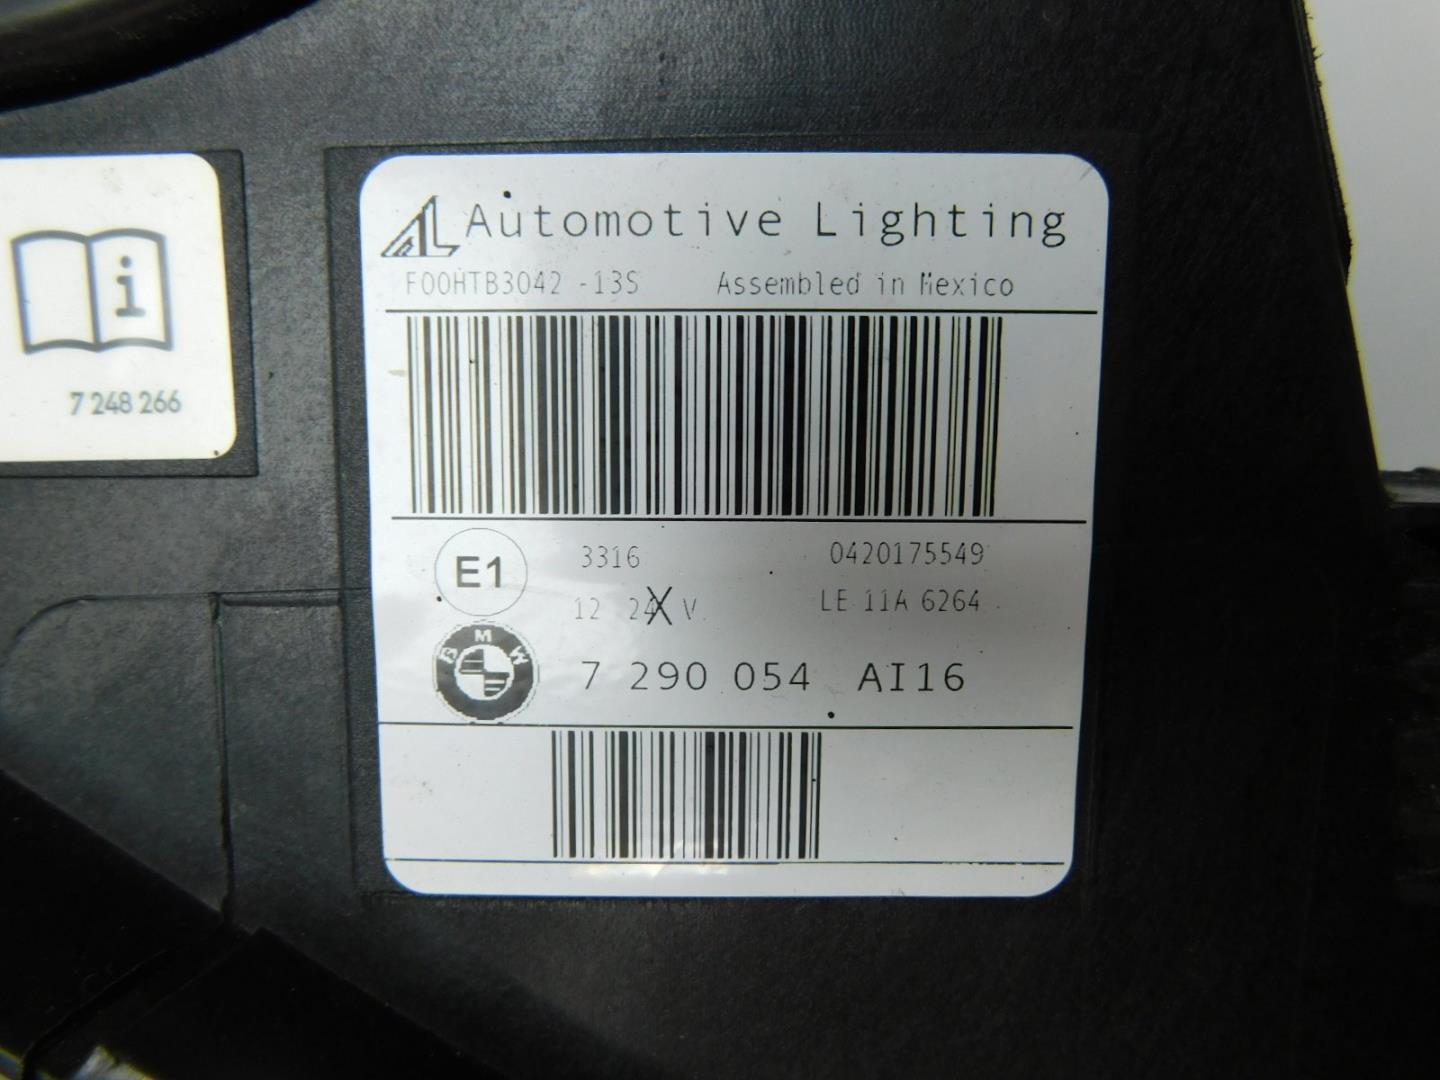 AL Automotive Lighting
F00HTB3042 -13S Assembled in Mexico
i
7 248 266
E1
3316 0420175549
12 24 X V. LE 11A 6264
BMW
7 290 054 AI16